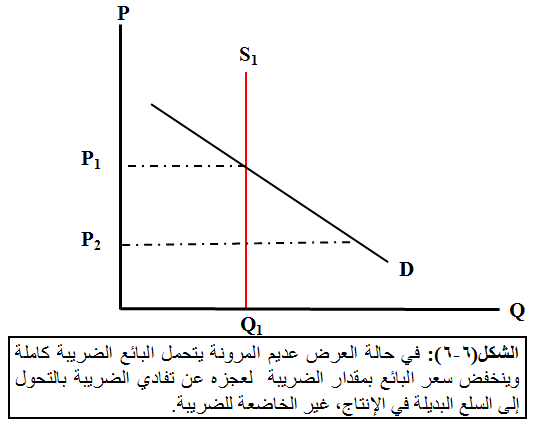 P
S1
P1
P2
D
Q1
Q
الشكل(٦-٦): في حالة العرض عديم المرونة يتحمل البائع الضريبة كاملة
وينخفض سعر البائع بمقدار الضريبة لعجزه عن تفادي الضريبة بالتحول
إلى السلع البديلة في الإنتاج، غير الخاضعة للضريبة.